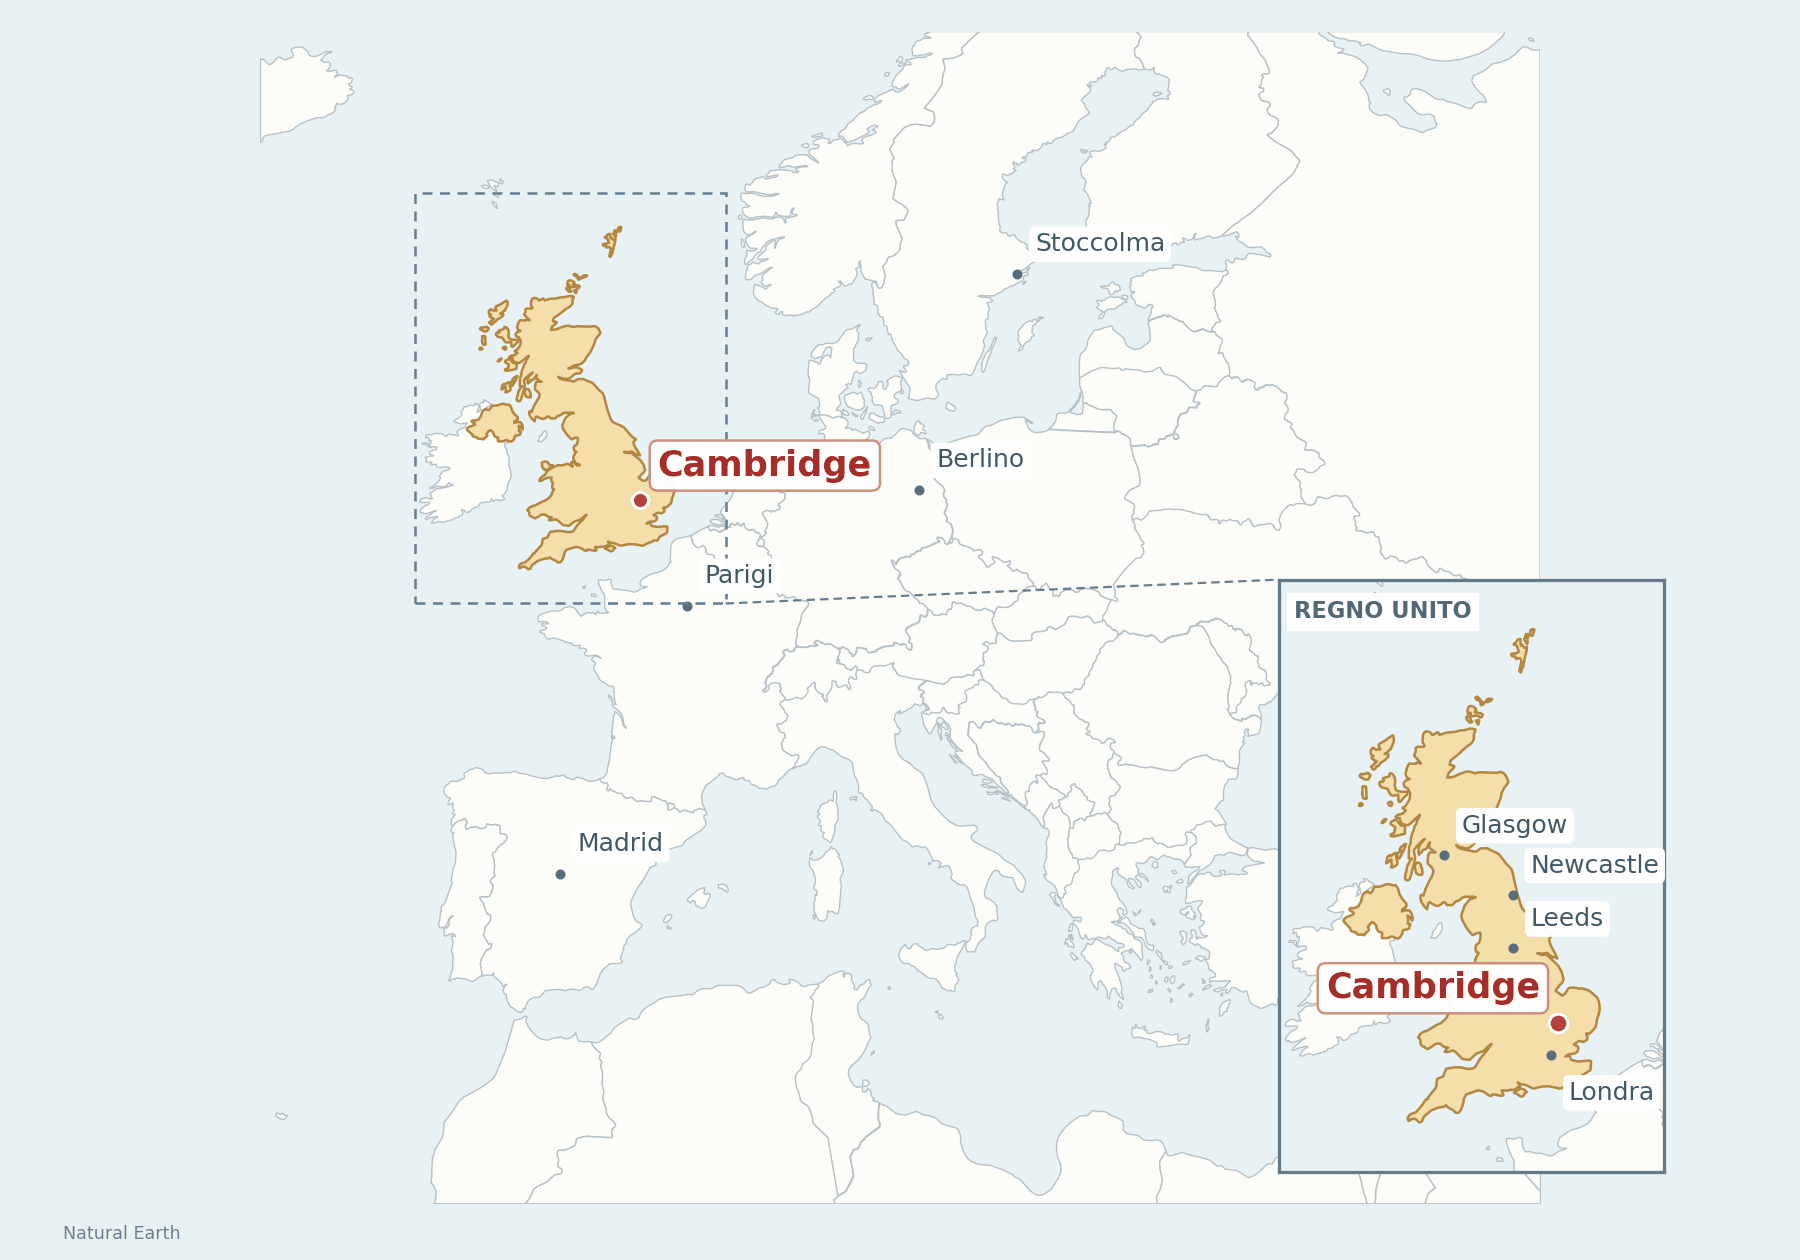 Stoccolma
Cambridge
Berlino
Parigi
Madrid
REGNO UNITO
Glasgow
Newcastle
Leeds
Cambridge
Londra
Natural Earth